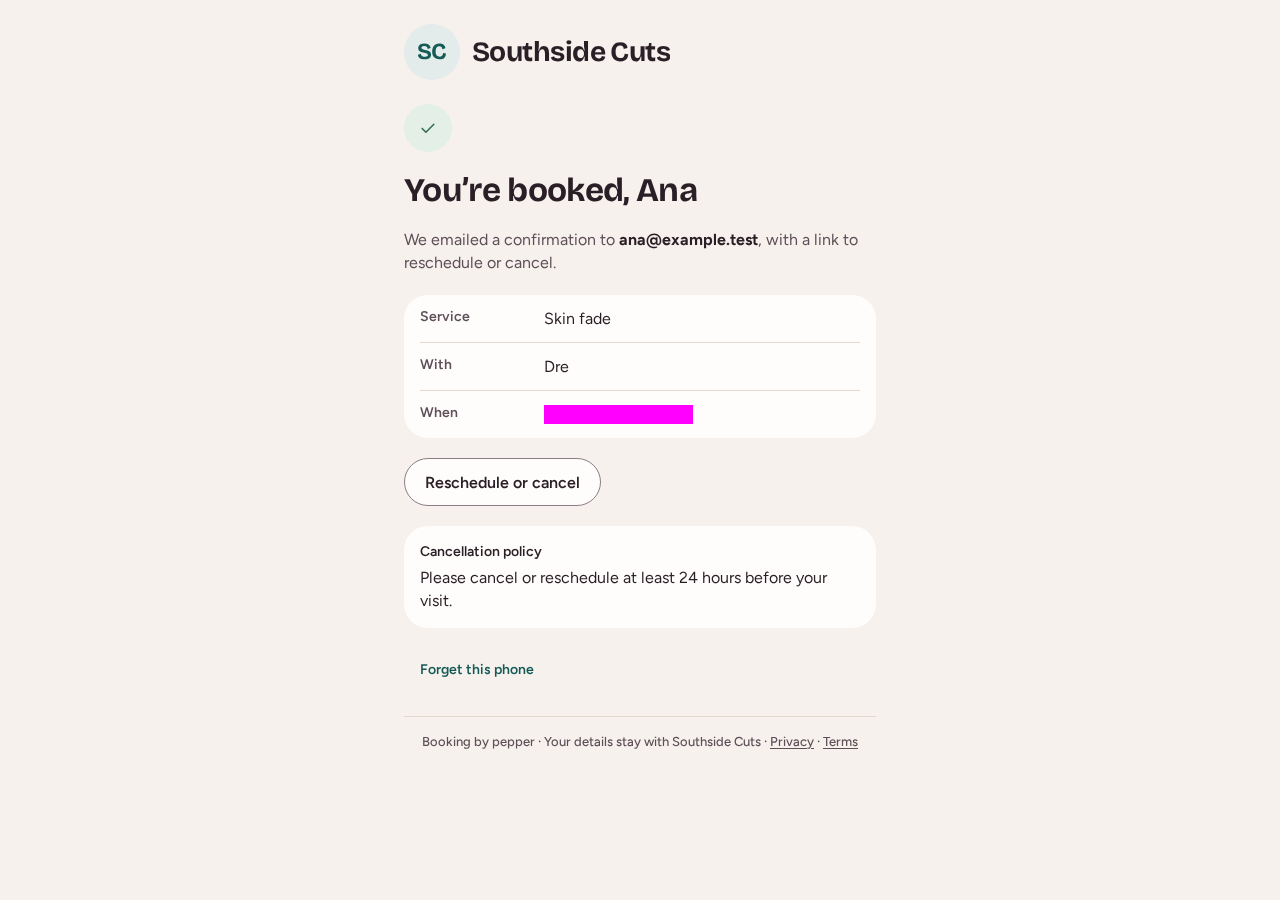 SC Southside Cuts
You’re booked, Ana
We emailed a confirmation to ana@example.test, with a link to
reschedule or cancel.
Service Skin fade
With Dre
When
Reschedule or cancel
Cancellation policy
Please cancel or reschedule at least 24 hours before your
visit.
Forget this phone
Booking by pepper · Your details stay with Southside Cuts · Privacy · Terms